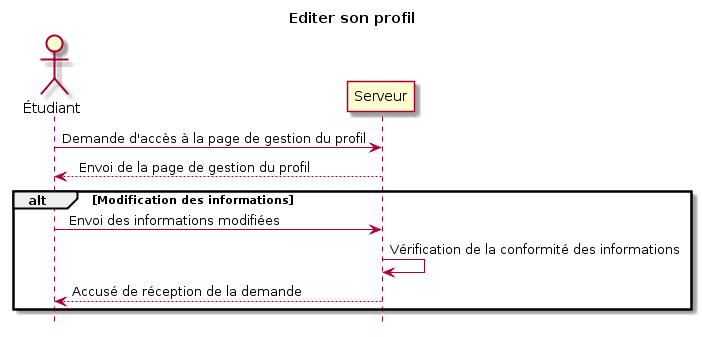 Editer son profil
Étudiant
Serveur
Demande d'accès à la page de gestion du profil
Envoi de la page de gestion du profil
alt [Modification des informations]
Envoi des informations modifiées
Vérification de la conformité des informations
Accusé de réception de la demande